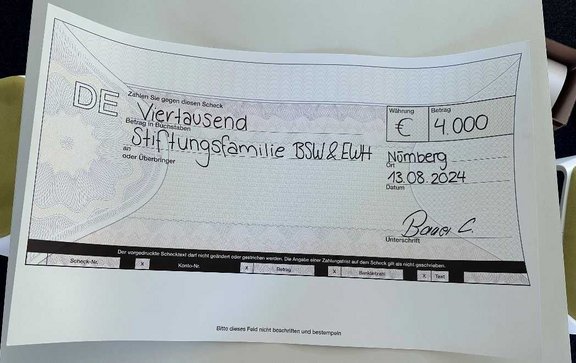 Zahlen Sie gegen diesen Scheck
DE Viertausend
Betrag in Buchstaben
Währung Betrag
€ 4.000
Stiftungsfamilie BSW & EWH
an
oder Überbringer
Nürnberg
Ort
13.08.2024
Datum
Unterschrift
Der vorgedruckte Schecktext darf nicht geändert oder gestrichen werden. Die Angabe einer Zahlungsfrist auf dem Scheck gilt als nicht geschrieben.
Scheck-Nr. X Konto-Nr. X Betrag X Bankleitzahl X Text
Bitte dieses Feld nicht beschriften und bestempeln